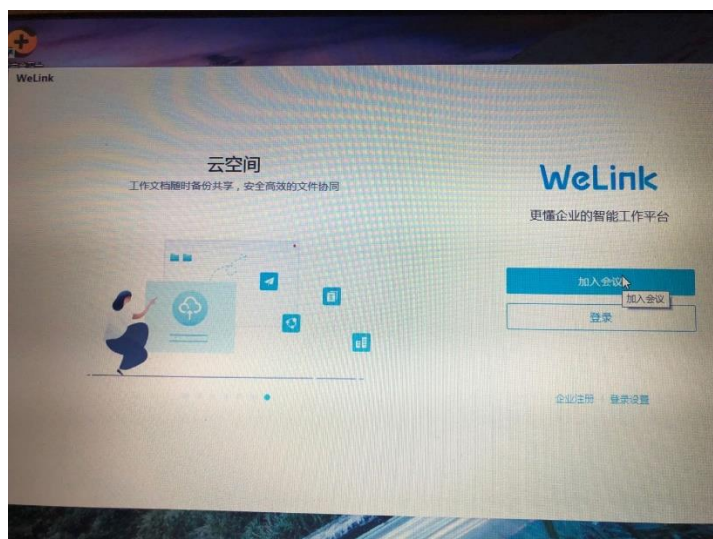 WeLink
云空间
工作文档随时备份共享，安全高效的文件协同
WeLink
更懂企业的智能工作平台
加入会议
加入会议
登录
企业注册 | 登录设置